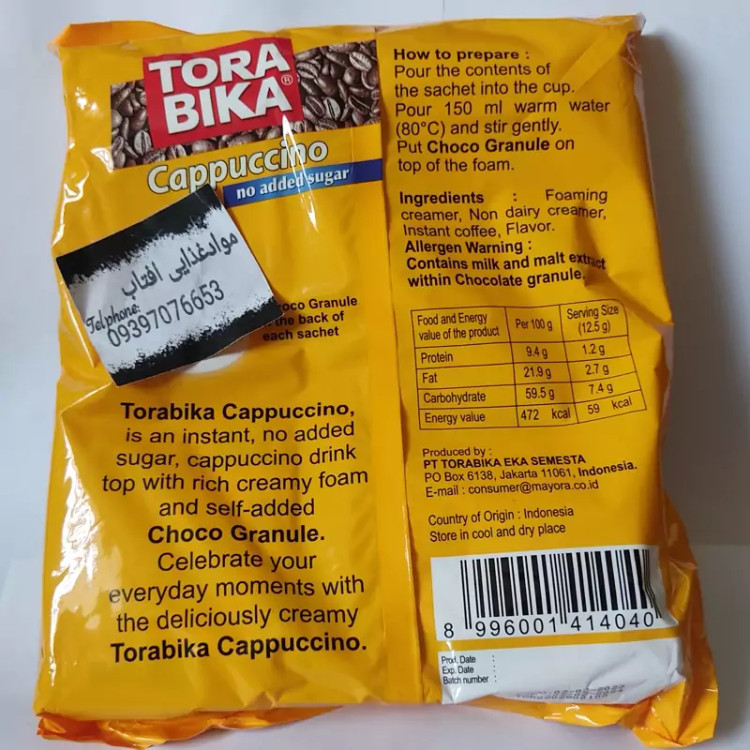 TORA
BIKA®
Cappuccino
no added sugar
موادغذایی افتاب
Telphone:
09397076653
Choco Granule
the back of
each sachet
Torabika Cappuccino,
is an instant, no added
sugar, cappuccino drink
top with rich creamy foam
and self-added
Choco Granule.
Celebrate your
everyday moments with
the deliciously creamy
Torabika Cappuccino.
How to prepare :
Pour the contents of
the sachet into the cup.
Pour 150 ml warm water
(80°C) and stir gently.
Put Choco Granule on
top of the foam.
Ingredients : Foaming
creamer, Non dairy creamer,
Instant coffee, Flavor.
Allergen Warning :
Contains milk and malt extract
within Chocolate granule.
Food and Energy value of the product Per 100 g Serving Size (12.5 g)
Protein 9.4 g 1.2 g
Fat 21.9 g 2.7 g
Carbohydrate 59.5 g 7.4 g
Energy value 472 kcal 59 kcal
Produced by :
PT TORABIKA EKA SEMESTA
PO Box 6138, Jakarta 11061, Indonesia.
E-mail : consumer@mayora.co.id
Country of Origin : Indonesia
Store in cool and dry place
8 996001 414040
Prod. Date :
Exp. Date :
Batch number :